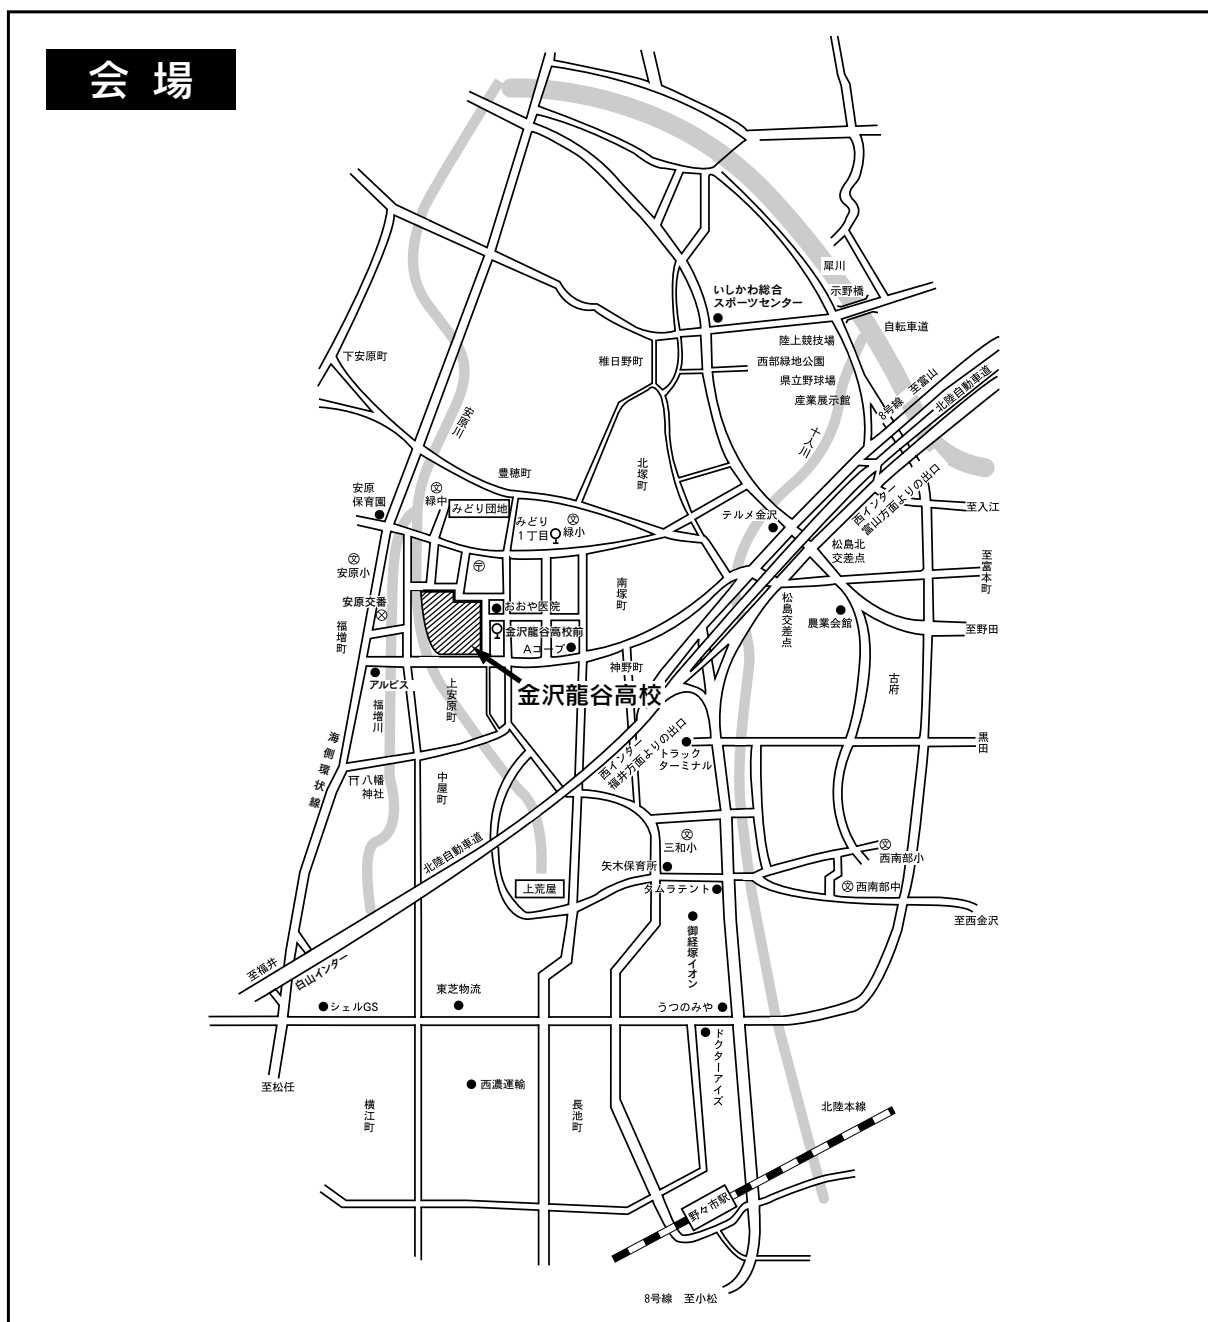 会場
犀川
示野橋
いしかわ総合
スポーツセンター
自転車道
陸上競技場
西部緑地公園
県立野球場
産業展示館
下安原町
稚日野町
8号線 至富山
北陸自動車道
安原川
十人川
豊穂町
北塚町
安原
保育園
緑中
みどり団地
みどり
1丁目
緑小
テルメ金沢
西インター
富山方面よりの出口
至入江
松島北
交差点
至富本町
安原小
安原交番
福増町
おおや医院
金沢龍谷高校前
Aコープ
南塚町
松島交差点
農業会館
至野田
神野町
金沢龍谷高校
アルビス
福増川
上安原町
古府
西インター
福井方面よりの出口
トラック
ターミナル
至黒田
海側環状線
八幡
神社
中屋町
北陸自動車道
三和小
矢木保育所
タムラテント
西南部小
西南部中
上荒屋
至西金沢
御経塚イオン
至福井
白山インター
シェルGS
東芝物流
うつのみや
ドクターアイズ
至松任
西濃運輸
横江町
長池町
北陸本線
野々市駅
8号線 至小松